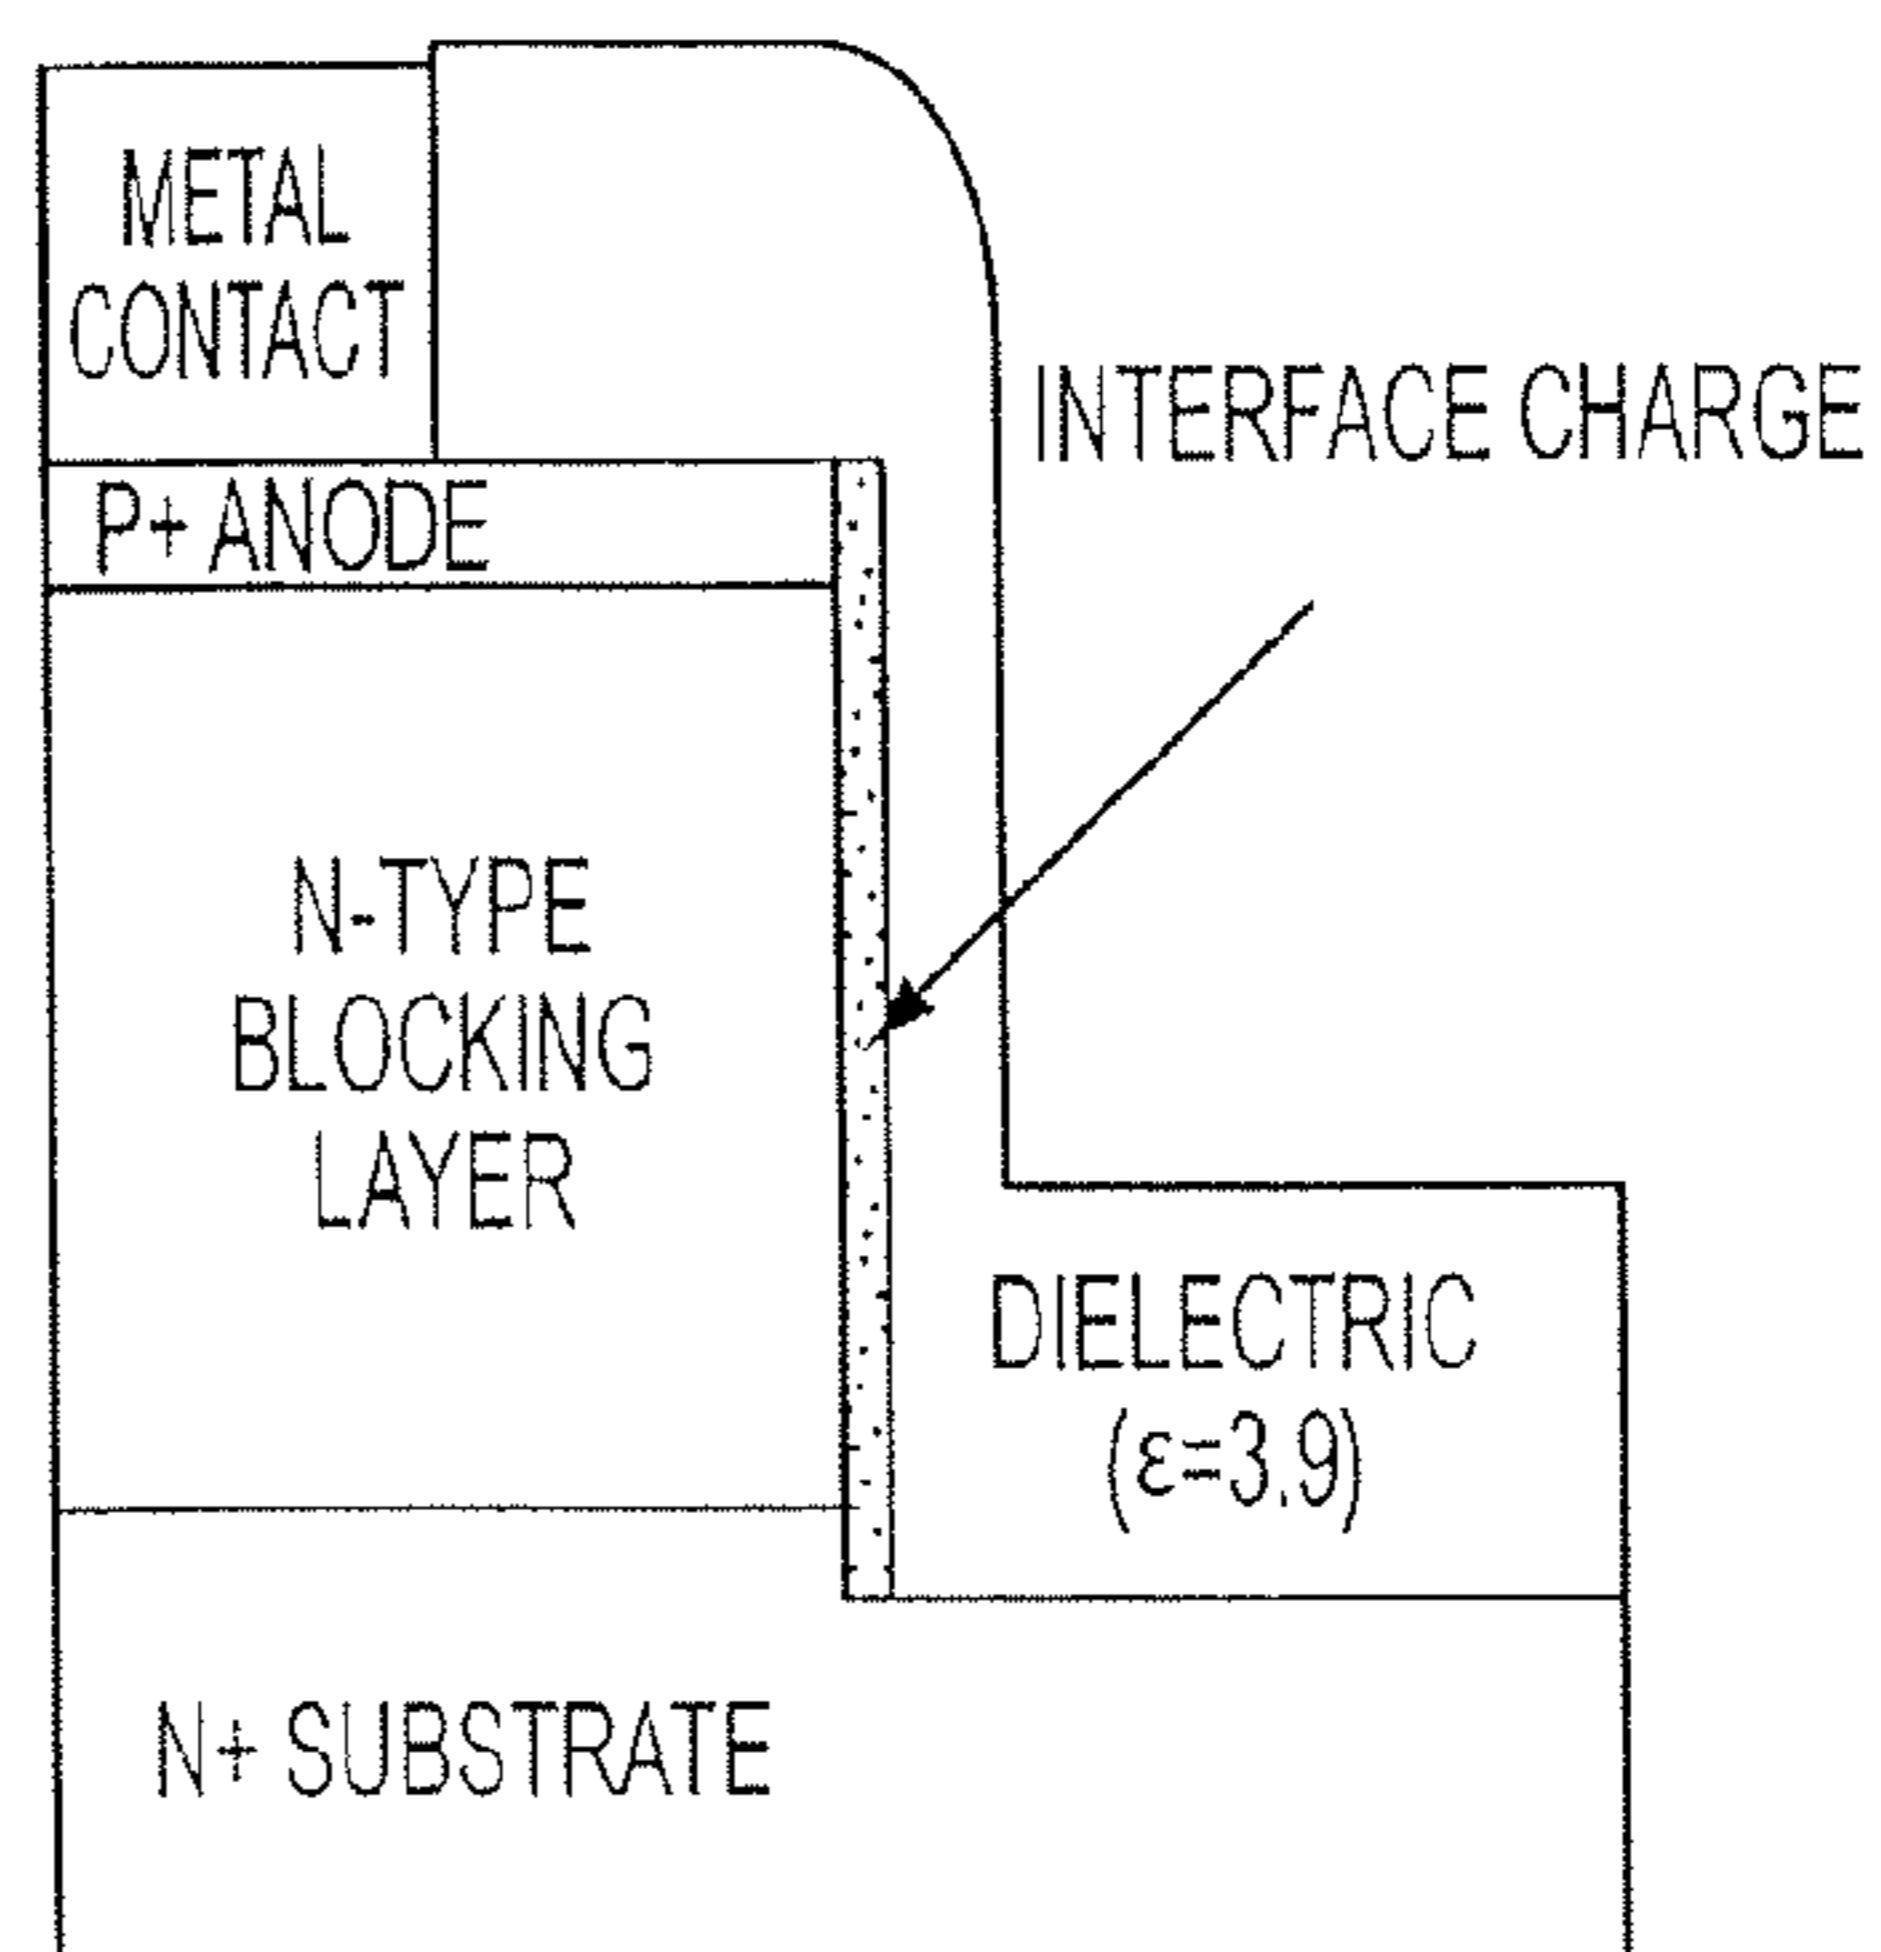 METAL
CONTACT
INTERFACE CHARGE
P+ ANODE
N-TYPE
BLOCKING
LAYER
DIELECTRIC
(ε=3.9)
N+ SUBSTRATE